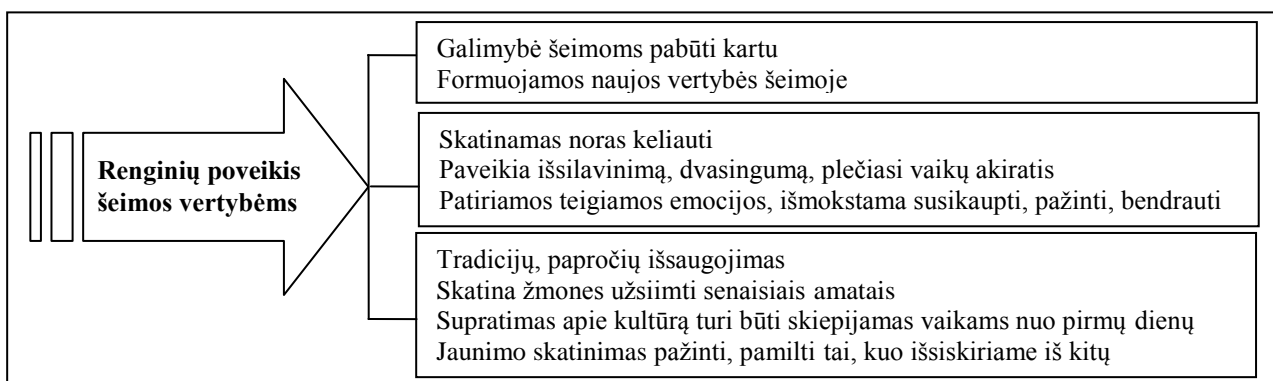 Renginių poveikis
šeimos vertybėms
Galimybė šeimoms pabūti kartu
Formuojamos naujos vertybės šeimoje
Skatinamas noras keliauti
Paveikia išsilavinimą, dvasingumą, plečiasi vaikų akiratis
Patiriamos teigiamos emocijos, išmokstama susikaupti, pažinti, bendrauti
Tradicijų, papročių išsaugojimas
Skatina žmones užsiimti senaisiais amatais
Supratimas apie kultūrą turi būti skiepijamas vaikams nuo pirmų dienų
Jaunimo skatinimas pažinti, pamilti tai, kuo išsiskiriame iš kitų